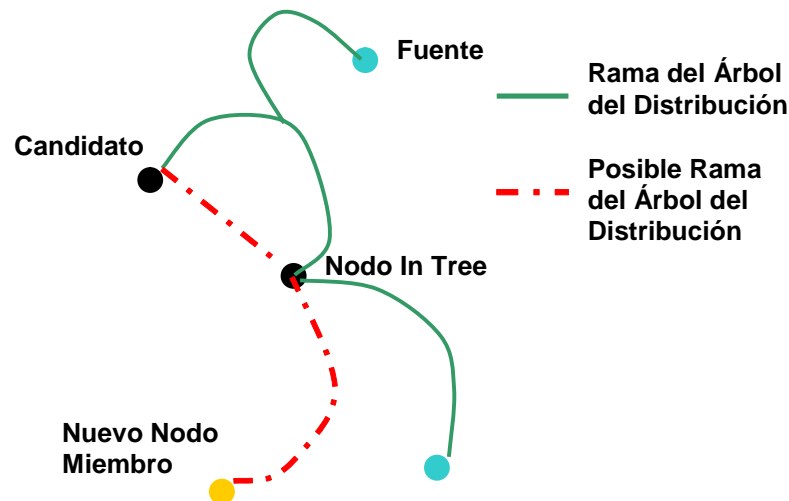 Fuente
Rama del Árbol
del Distribución
Candidato
Posible Rama
del Árbol del
Distribución
Nodo In Tree
Nuevo Nodo
Miembro